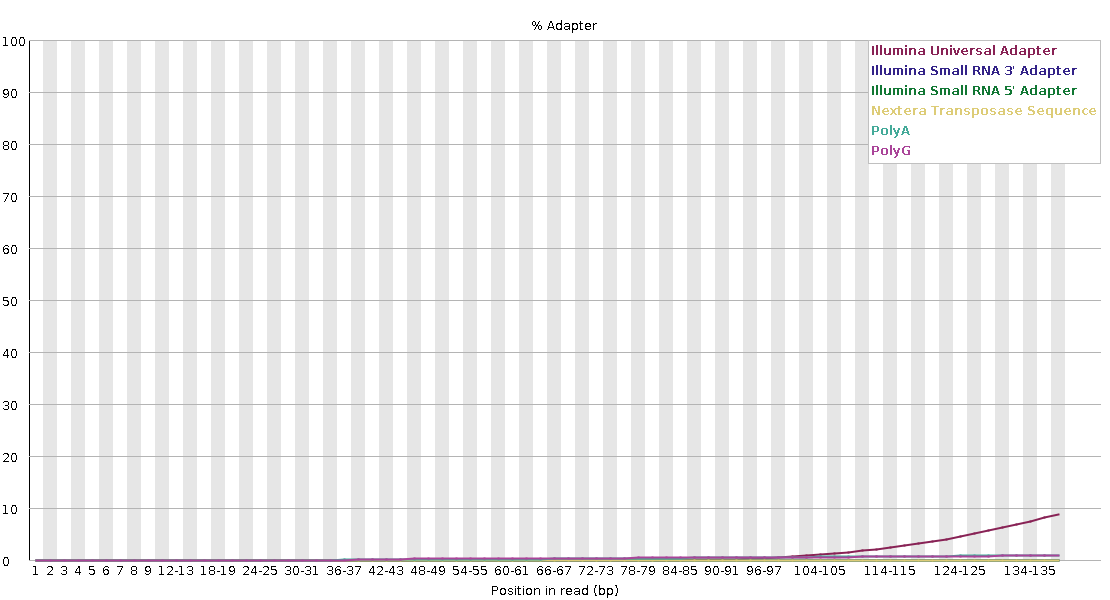 % Adapter
100
90
80
70
60
50
40
30
20
10
0
Illumina Universal Adapter
Illumina Small RNA 3' Adapter
Illumina Small RNA 5' Adapter
Nextera Transposase Sequence
PolyA
PolyG
1 2 3 4 5 6 7 8 9 12-13 18-19 24-25 30-31 36-37 42-43 48-49 54-55 60-61 66-67 72-73 78-79 84-85 90-91 96-97 104-105 114-115 124-125 134-135
Position in read (bp)